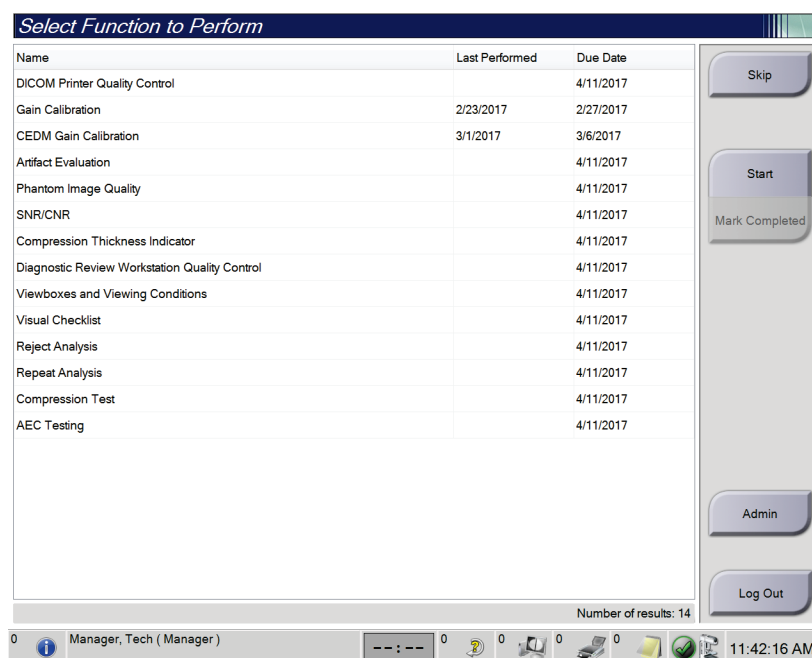 Select Function to Perform
Name Last Performed Due Date
DICOM Printer Quality Control 4/11/2017
Gain Calibration 2/23/2017 2/27/2017
CEDM Gain Calibration 3/1/2017 3/6/2017
Artifact Evaluation 4/11/2017
Phantom Image Quality 4/11/2017
SNR/CNR 4/11/2017
Compression Thickness Indicator 4/11/2017
Diagnostic Review Workstation Quality Control 4/11/2017
Viewboxes and Viewing Conditions 4/11/2017
Visual Checklist 4/11/2017
Reject Analysis 4/11/2017
Repeat Analysis 4/11/2017
Compression Test 4/11/2017
AEC Testing 4/11/2017
Number of results: 14
Skip
Start
Mark Completed
Admin
Log Out
0 Manager, Tech ( Manager ) --:-- 0 0 0 0 11:42:16 AM